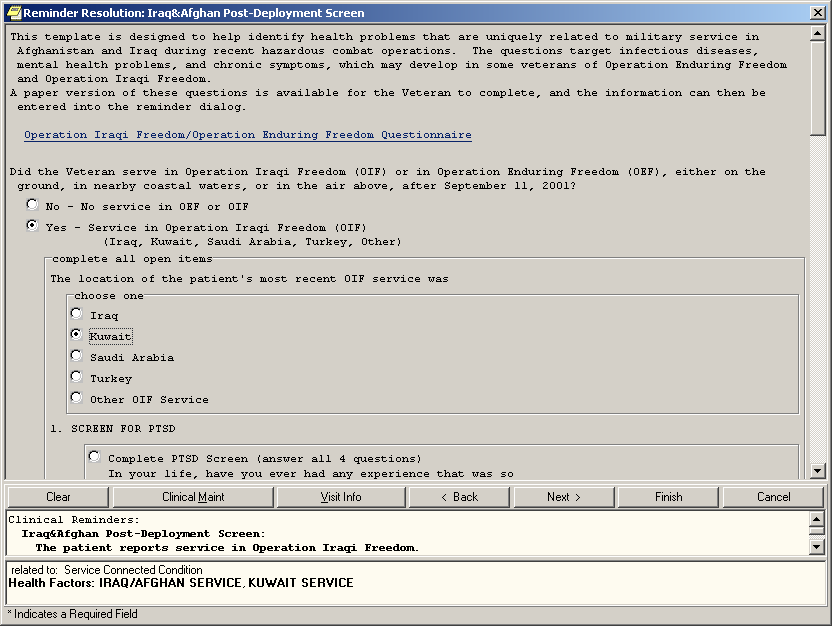 Reminder Resolution: Iraq&Afghan Post-Deployment Screen
This template is designed to help identify health problems that are uniquely related to military service in
Afghanistan and Iraq during recent hazardous combat operations. The questions target infectious diseases,
mental health problems, and chronic symptoms, which may develop in some veterans of Operation Enduring Freedom
and Operation Iraqi Freedom.
A paper version of these questions is available for the Veteran to complete, and the information can then be
entered into the reminder dialog.
Operation Iraqi Freedom/Operation Enduring Freedom Questionnaire
Did the Veteran serve in Operation Iraqi Freedom (OIF) or in Operation Enduring Freedom (OEF), either on the
ground, in nearby coastal waters, or in the air above, after September 11, 2001?
No - No service in OEF or OIF
Yes - Service in Operation Iraqi Freedom (OIF)
(Iraq, Kuwait, Saudi Arabia, Turkey, Other)
complete all open items
The location of the patient's most recent OIF service was
choose one
Iraq
Kuwait
Saudi Arabia
Turkey
Other OIF Service
1. SCREEN FOR PTSD
Complete PTSD Screen (answer all 4 questions)
In your life, have you ever had any experience that was so
Clear Clinical Maint Visit Info < Back Next > Finish Cancel
Clinical Reminders:
Iraq&Afghan Post-Deployment Screen:
The patient reports service in Operation Iraqi Freedom.
related to: Service Connected Condition
Health Factors: IRAQ/AFGHAN SERVICE, KUWAIT SERVICE
* Indicates a Required Field